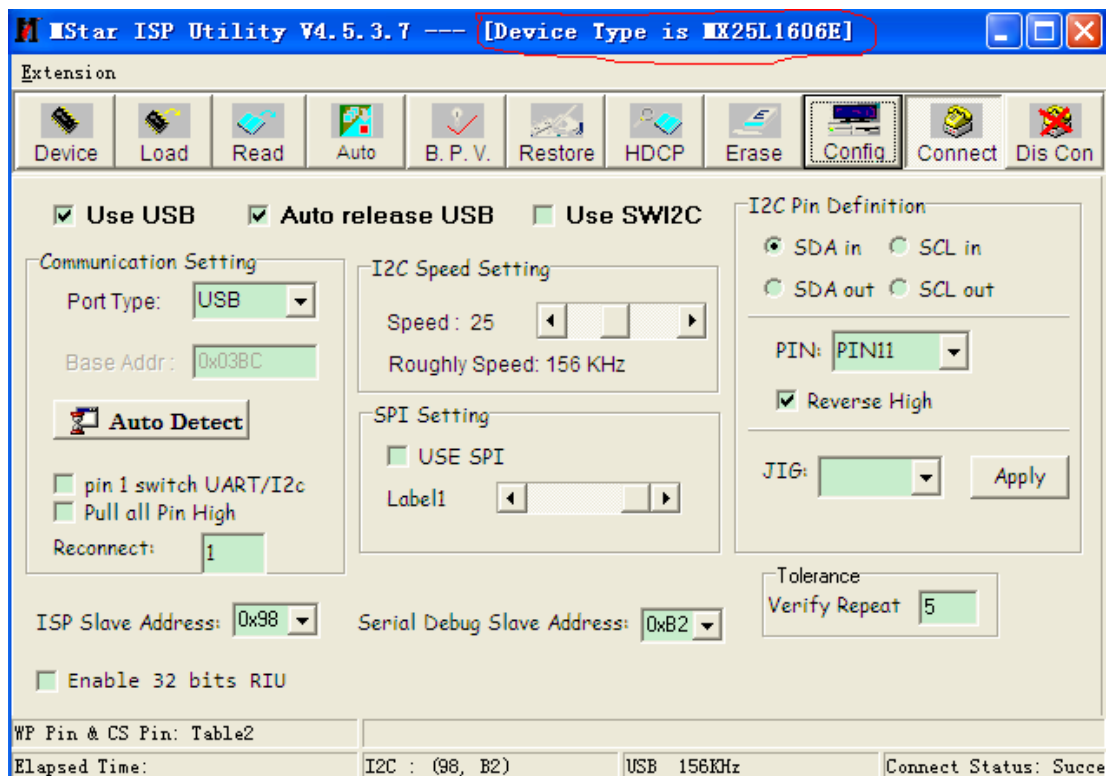 MStar ISP Utility V4.5.3.7 --- [Device Type is MX25L1606E]
Extension
Device Load Read Auto B. P. V. Restore HDCP Erase Config Connect Dis Con
Use USB Auto release USB Use SWI2C
I2C Pin Definition
SDA in SCL in
SDA out SCL out
PIN: PIN11
Reverse High
JIG: Apply
Communication Setting
Port Type: USB
Base Addr: 0x03BC
Auto Detect
pin 1 switch UART/I2c
Pull all Pin High
Reconnect: 1
I2C Speed Setting
Speed : 25
Roughly Speed: 156 KHz
SPI Setting
USE SPI
Label1
Tolerance
Verify Repeat 5
ISP Slave Address: 0x98 Serial Debug Slave Address: 0xB2
Enable 32 bits RIU
WP Pin & CS Pin: Table2
Elapsed Time: I2C : (98, B2) USB 156KHz Connect Status: Succe